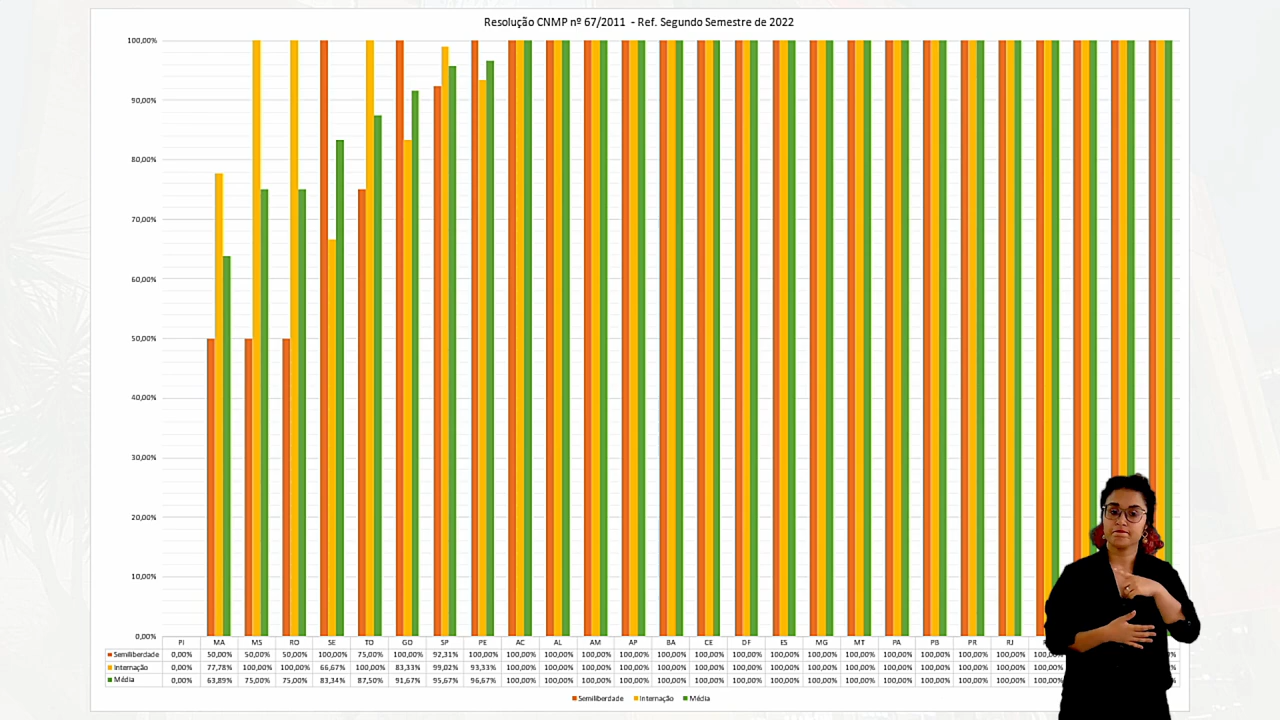 Resolução CNMP nº 67/2011 - Ref. Segundo Semestre de 2022
100,00%
90,00%
80,00%
70,00%
60,00%
50,00%
40,00%
30,00%
20,00%
10,00%
0,00%
PI MA MS RO SE TO GO SP PE AC AL AM AP BA CE DF ES MG MT PA PB PR RJ
Semiliberdade 0,00% 50,00% 50,00% 50,00% 100,00% 75,00% 100,00% 92,31% 100,00% 100,00% 100,00% 100,00% 100,00% 100,00% 100,00% 100,00% 100,00% 100,00% 100,00% 100,00% 100,00% 100,00% 100,00%
Internação 0,00% 77,78% 100,00% 100,00% 66,67% 100,00% 83,33% 99,02% 93,33% 100,00% 100,00% 100,00% 100,00% 100,00% 100,00% 100,00% 100,00% 100,00% 100,00% 100,00% 100,00% 100,00% 100,00% 100,00%
Média 0,00% 63,89% 75,00% 75,00% 83,34% 87,50% 91,67% 95,67% 96,67% 100,00% 100,00% 100,00% 100,00% 100,00% 100,00% 100,00% 100,00% 100,00% 100,00% 100,00% 100,00% 100,00% 100,00% 100,00%
Semiliberdade Internação Média